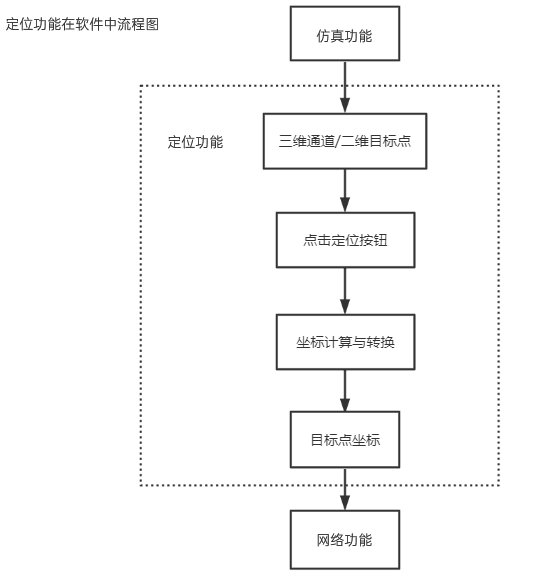 定位功能在软件中流程图
仿真功能
定位功能
三维通道/二维目标点
点击定位按钮
坐标计算与转换
目标点坐标
网络功能